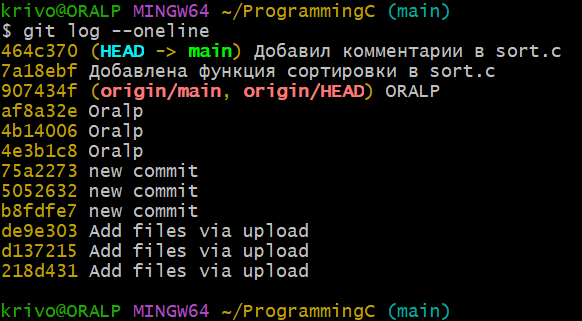 krivo@ORALP MINGW64 ~/ProgrammingC (main)
$ git log --oneline
464c370 (HEAD -> main) Добавил комментарии в sort.c
7a18ebf Добавлена функция сортировки в sort.c
907434f (origin/main, origin/HEAD) ORALP
af8a32e Oralp
4b14006 Oralp
4e3b1c8 Oralp
75a2273 new commit
5052632 new commit
b8fdfe7 new commit
de9e303 Add files via upload
d137215 Add files via upload
218d431 Add files via upload
krivo@ORALP MINGW64 ~/ProgrammingC (main)